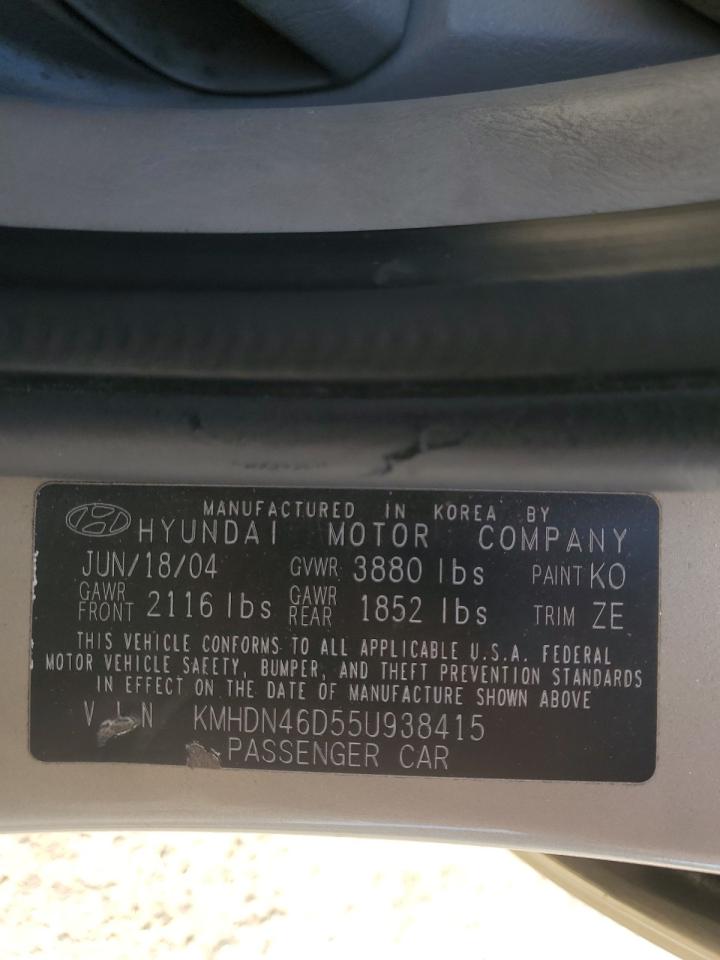 MANUFACTURED IN KOREA BY
HYUNDAI MOTOR COMPANY
JUN/18/04 GVWR 3880 lbs PAINT KO
GAWR FRONT 2116 lbs GAWR REAR 1852 lbs TRIM ZE
THIS VEHICLE CONFORMS TO ALL APPLICABLE U.S.A. FEDERAL
MOTOR VEHICLE SAFETY, BUMPER, AND THEFT PREVENTION STANDARDS
IN EFFECT ON THE DATE OF MANUFACTURE SHOWN ABOVE
VIN KMHDN46D55U938415
PASSENGER CAR